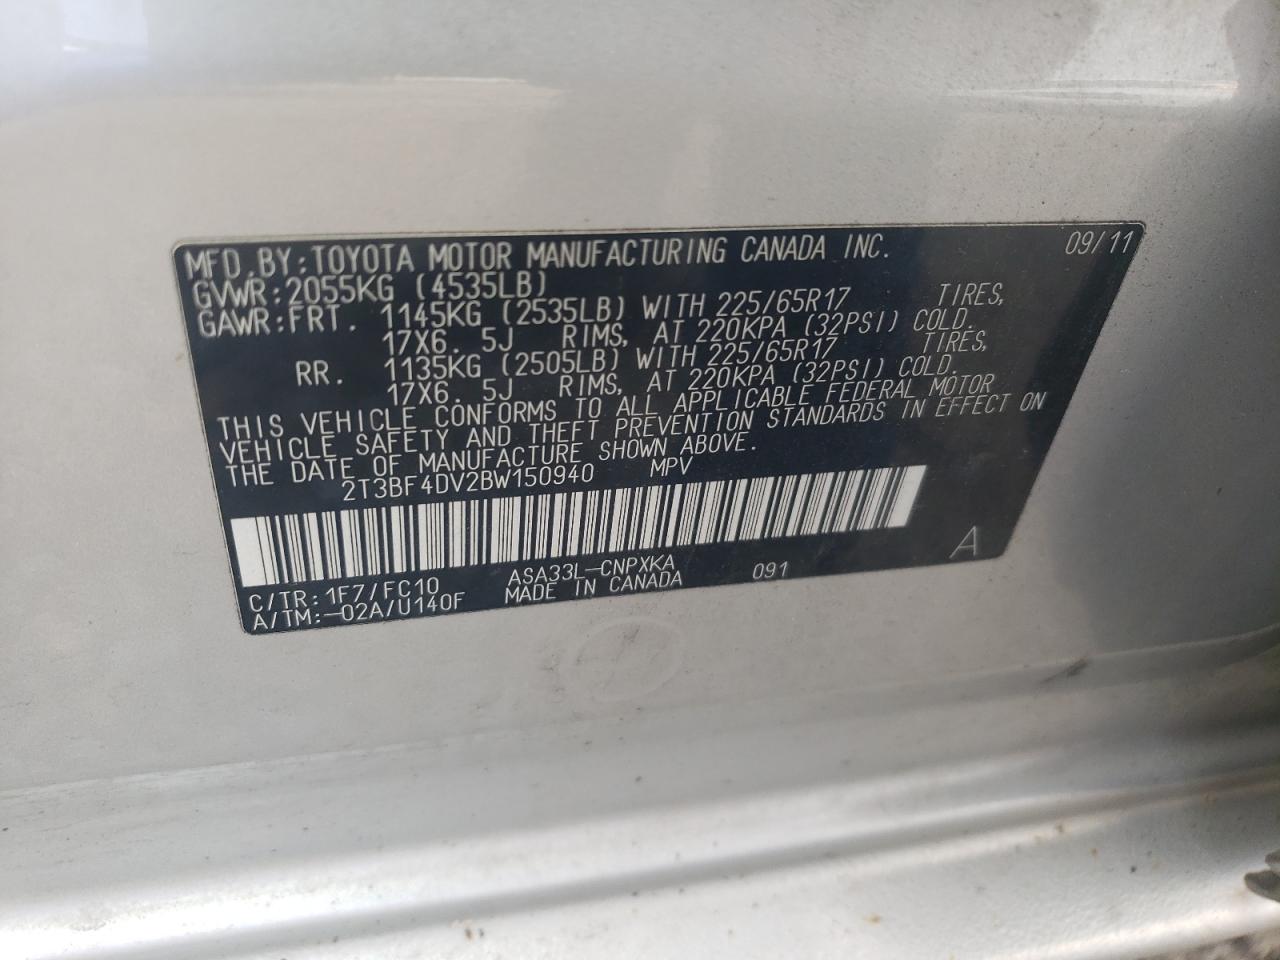 MFD.BY:TOYOTA MOTOR MANUFACTURING CANADA INC. 09/11
GVWR:2055KG (4535LB)
GAWR:FRT. 1145KG (2535LB) WITH 225/65R17 TIRES,
17X6.5J RIMS, AT 220KPA (32PSI) COLD.
RR. 1135KG (2505LB) WITH 225/65R17 TIRES,
17X6.5J RIMS, AT 220KPA (32PSI) COLD.
THIS VEHICLE CONFORMS TO ALL APPLICABLE FEDERAL MOTOR
VEHICLE SAFETY AND THEFT PREVENTION STANDARDS IN EFFECT ON
THE DATE OF MANUFACTURE SHOWN ABOVE.
2T3BF4DV2BW150940 MPV
C/TR:1F7/FC10 ASA33L-CNPXKA 091 A
A/TM:-02A/U140F MADE IN CANADA